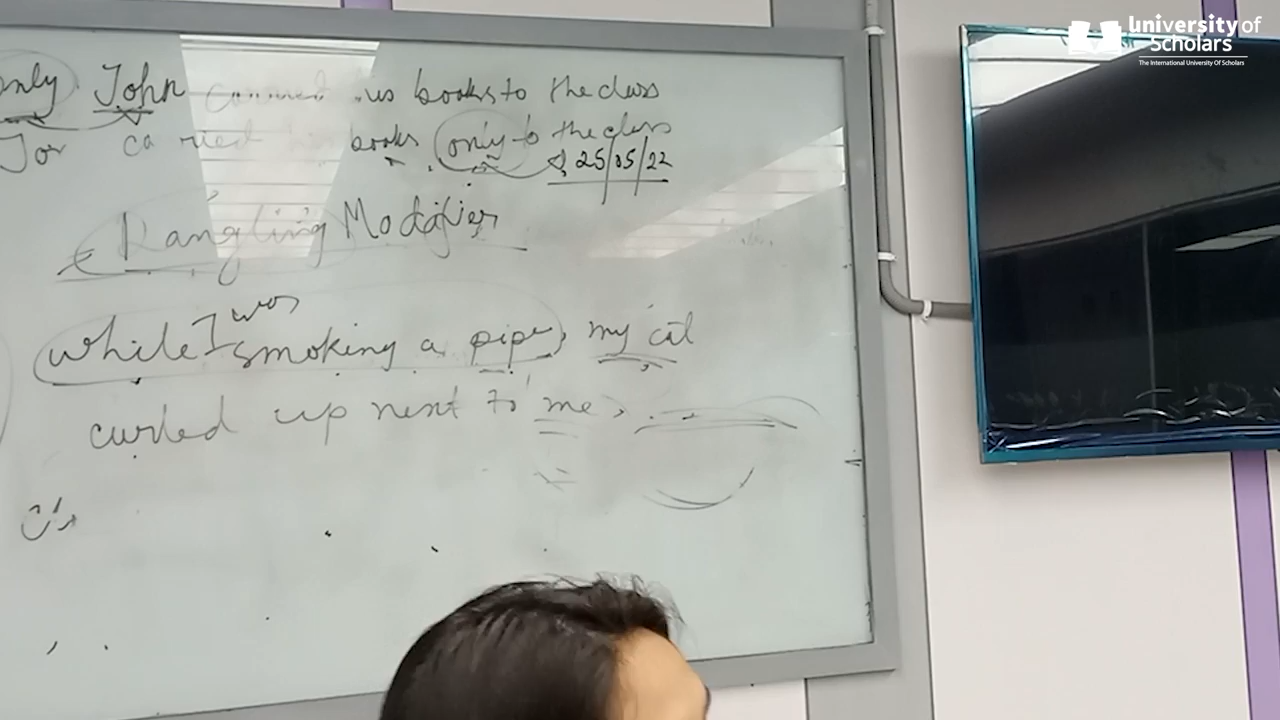 University of
Scholars
The International University Of Scholars
only John carried his books to the class
carried his books only to the class
25/05/22
Dangling Modifier
was
while I smoking a pipe, my cat
curled up next to me,